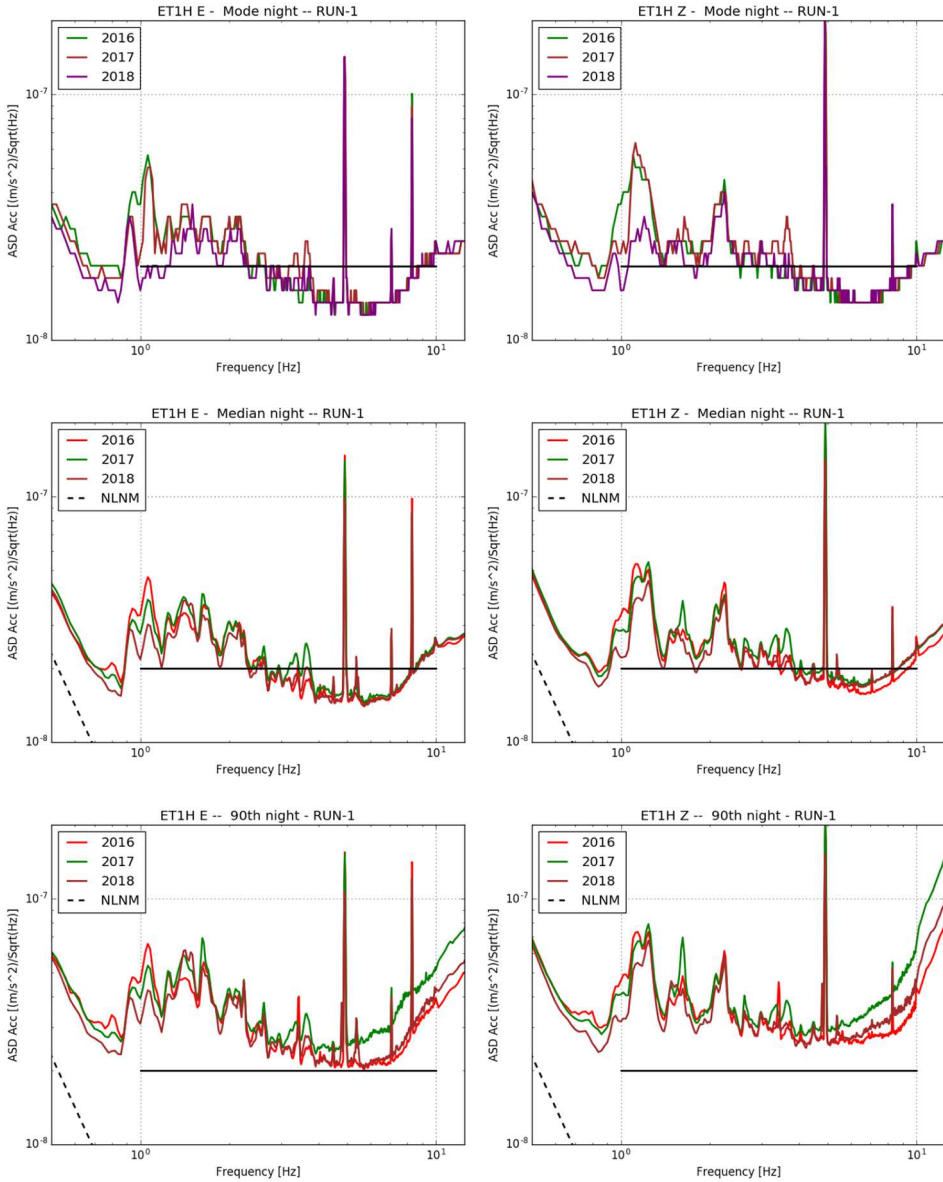 ET1H E - Mode night -- RUN-1
2016
2017
2018
10^-7
10^-8
10^0
10^1
ASD Acc [(m/s^2)/Sqrt(Hz)]
Frequency [Hz]
ET1H Z - Mode night -- RUN-1
2016
2017
2018
10^-7
10^-8
10^0
10^1
ASD Acc [(m/s^2)/Sqrt(Hz)]
Frequency [Hz]
ET1H E - Median night -- RUN-1
2016
2017
2018
NLNM
10^-7
10^-8
10^0
10^1
ASD Acc [(m/s^2)/Sqrt(Hz)]
Frequency [Hz]
ET1H Z - Median night -- RUN-1
2016
2017
2018
NLNM
10^-7
10^-8
10^0
10^1
ASD Acc [(m/s^2)/Sqrt(Hz)]
Frequency [Hz]
ET1H E -- 90th night - RUN-1
2016
2017
2018
NLNM
10^-7
10^-8
10^0
10^1
ASD Acc [(m/s^2)/Sqrt(Hz)]
Frequency [Hz]
ET1H Z -- 90th night - RUN-1
2016
2017
2018
NLNM
10^-7
10^-8
10^0
10^1
ASD Acc [(m/s^2)/Sqrt(Hz)]
Frequency [Hz]